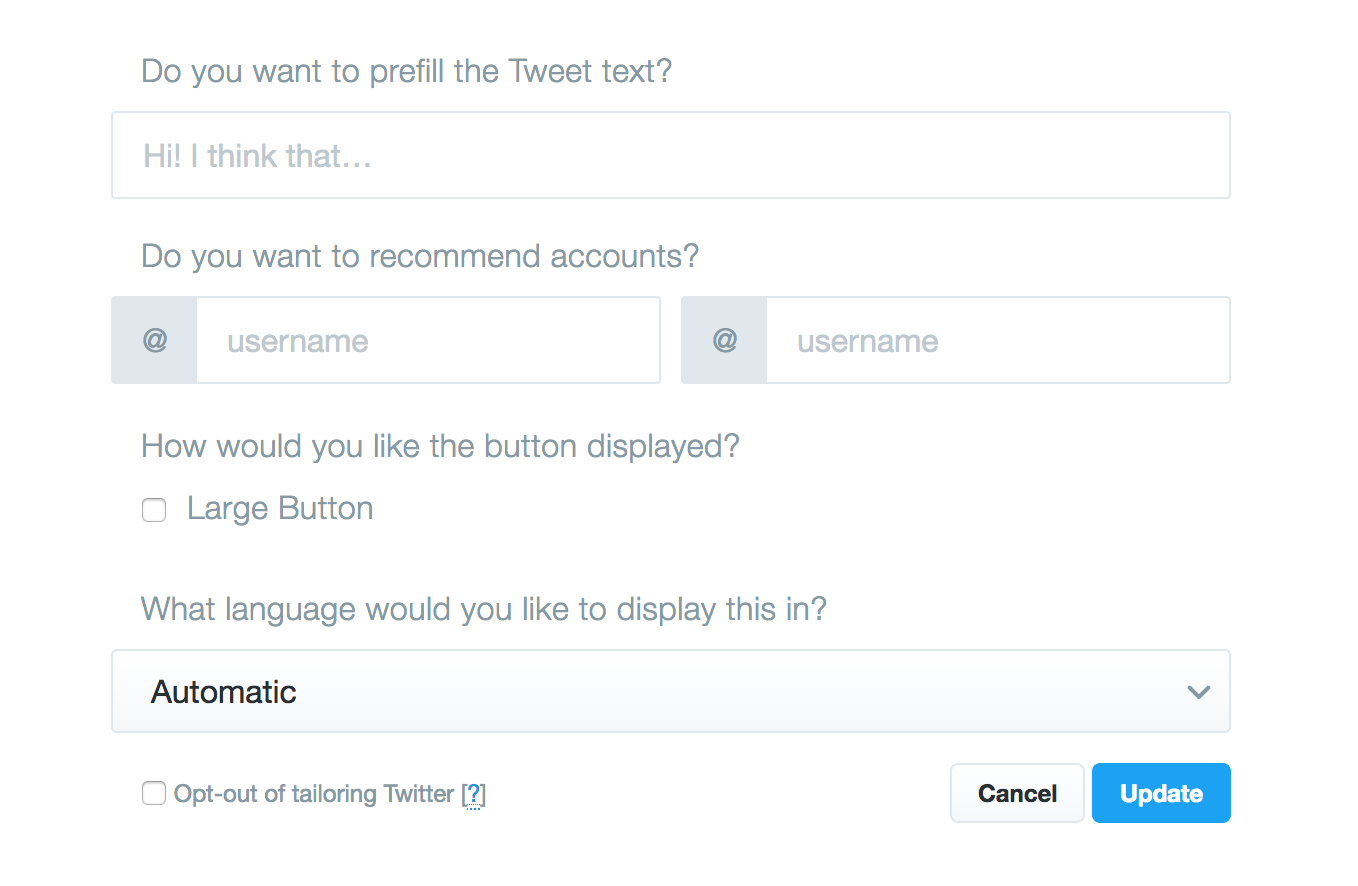 Do you want to prefill the Tweet text?
Hi! I think that...
Do you want to recommend accounts?
@ username @ username
How would you like the button displayed?
Large Button
What language would you like to display this in?
Automatic
Opt-out of tailoring Twitter [?] Cancel Update